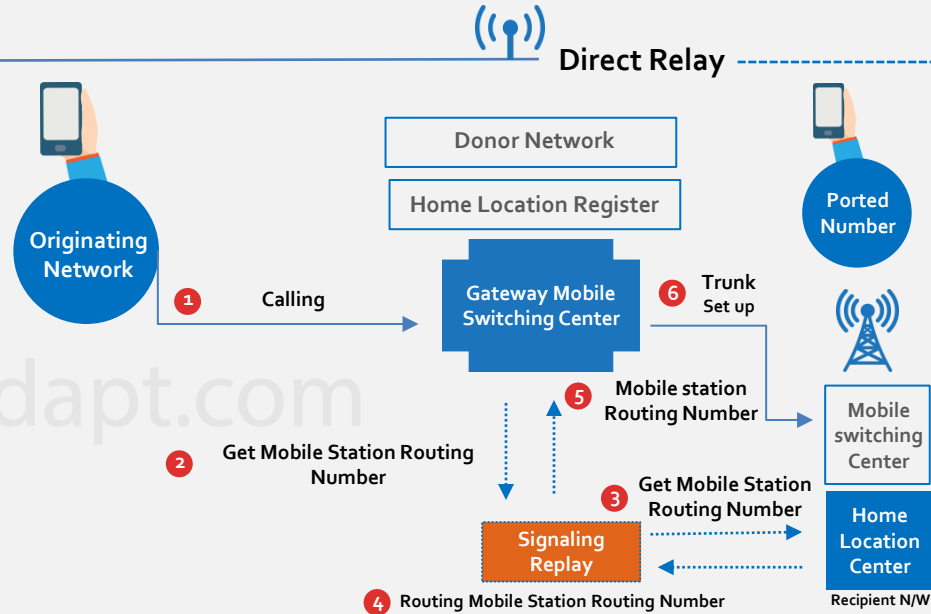 Direct Relay
Donor Network
Home Location Register
Ported
Number
Originating
Network
1
Calling
Gateway Mobile
Switching Center
6
Trunk
Set up
dapt.com
5
Mobile station
Routing Number
Mobile
switching
Center
2
Get Mobile Station Routing
Number
3
Get Mobile Station
Routing Number
Signaling
Replay
Home
Location
Center
4
Routing Mobile Station Routing Number
Recipient N/W